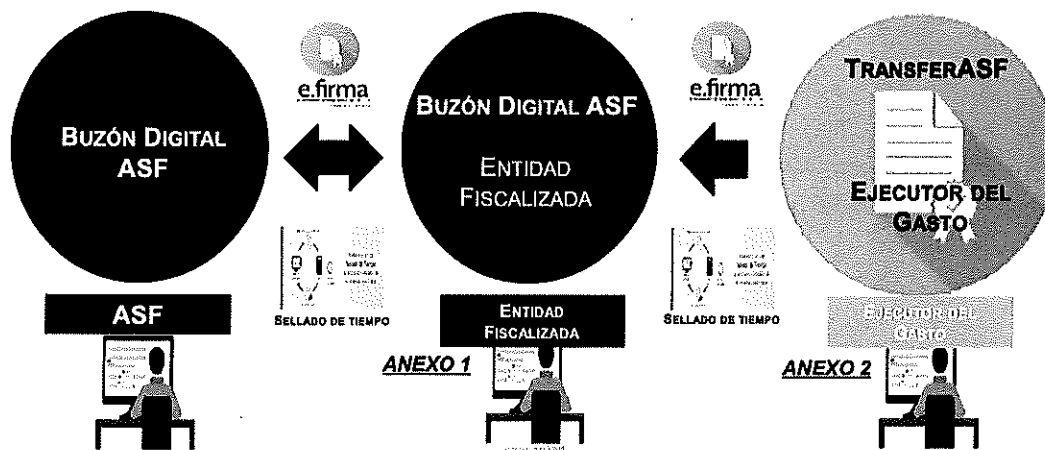 BUZÓN DIGITAL
ASF
ASF
e.firma
SELLADO DE TIEMPO
BUZÓN DIGITAL ASF
ENTIDAD
FISCALIZADA
ENTIDAD
FISCALIZADA
ANEXO 1
e.firma
SELLADO DE TIEMPO
TRANSFERASF
EJECUTOR DEL
GASTO
EJECUTOR DEL
GASTO
ANEXO 2